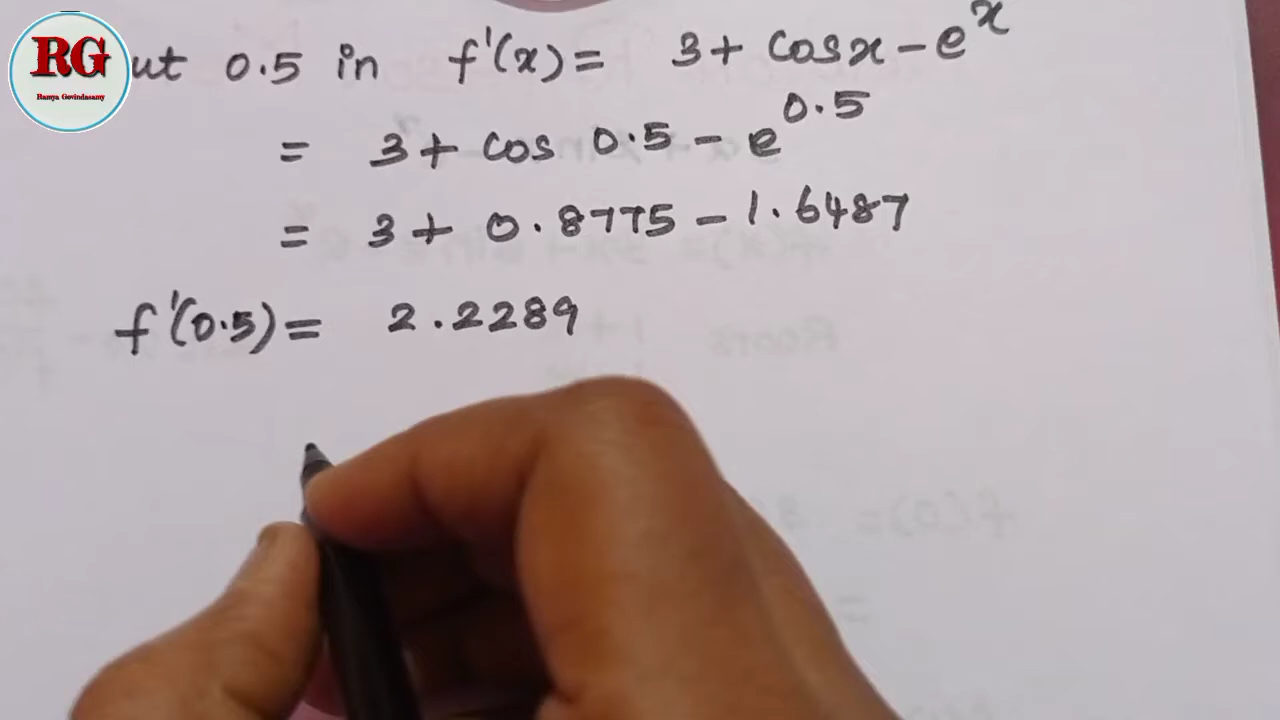 RG
Ramya Govindasamy
ut 0.5 in f'(x) = 3 + cos x - e^x
= 3 + cos 0.5 - e^0.5
= 3 + 0.8775 - 1.6487
f'(0.5) = 2.2289